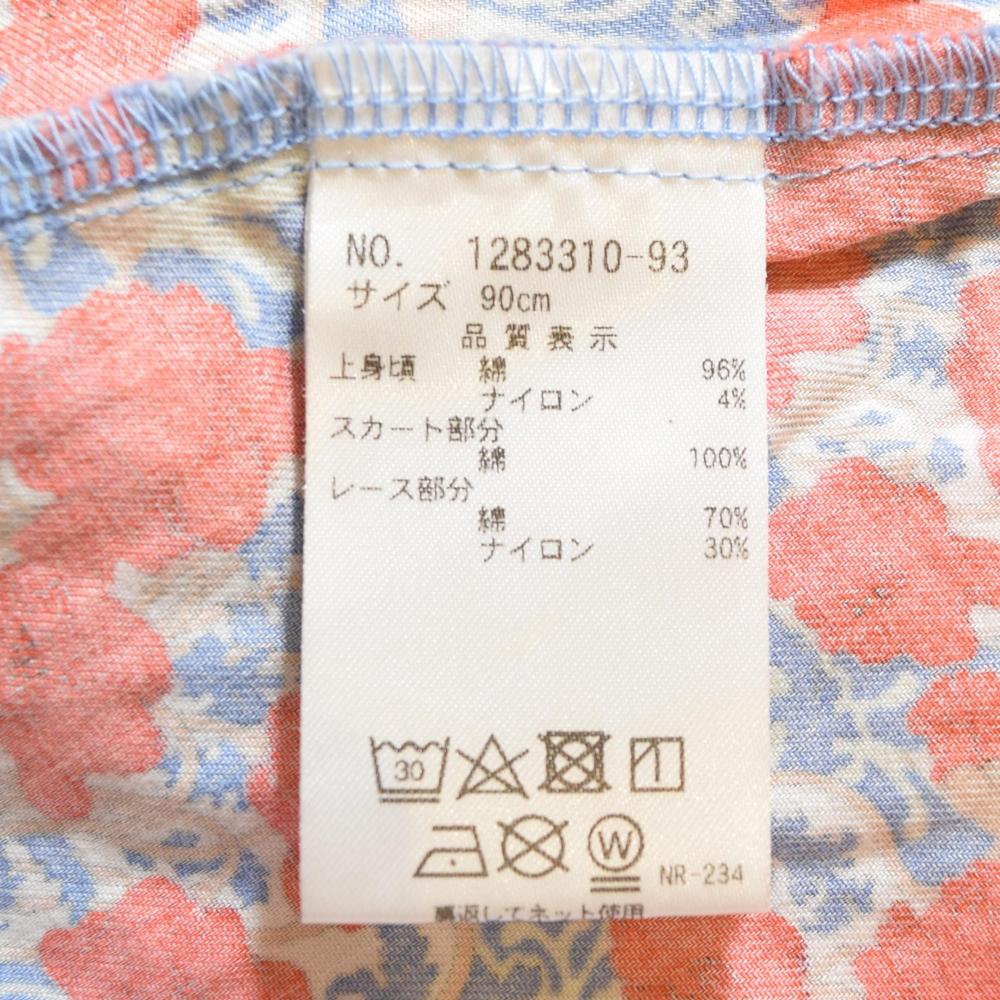 NO. 1283310-93
サイズ 90cm
品質表示
上身頃 綿 96%
ナイロン 4%
スカート部分
綿 100%
レース部分
綿 70%
ナイロン 30%
30
W
NR-234
裏返してネット使用